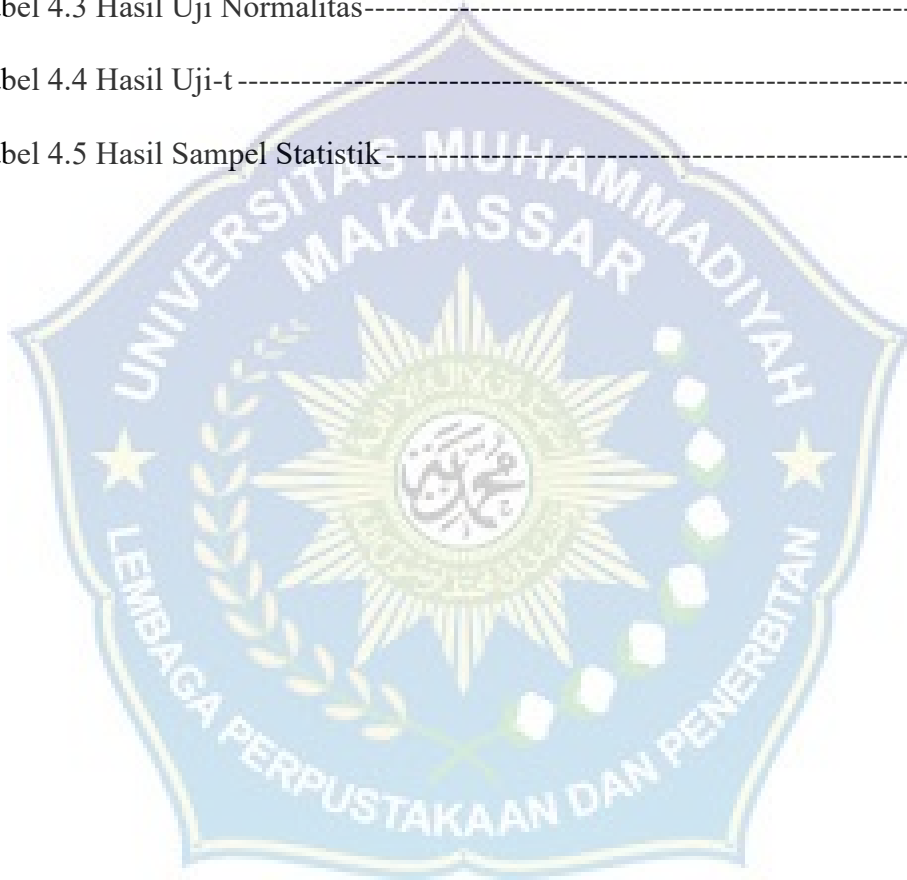 bel 4.3 Hasil Uji Normalitas
bel 4.4 Hasil Uji-t
bel 4.5 Hasil Sampel Statistik
UNIVERSITAS MUHAMMADIYAH
MAKASSAR
LEMBAGA PERPUSTAKAAN DAN PENERBITAN